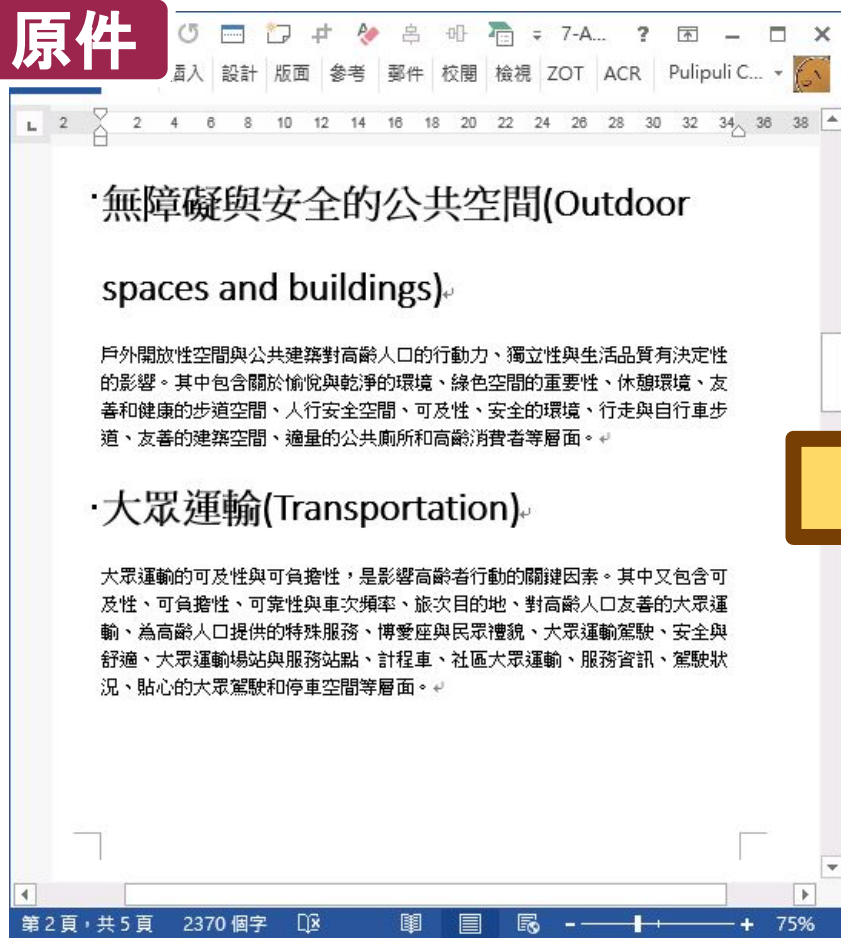 原件
7-A... ?
插入 設計 版面 參考 郵件 校閱 檢視 ZOT ACR Pulipuli C...
L 2 2 4 6 8 10 12 14 16 18 20 22 24 26 28 30 32 34 36 38
無障礙與安全的公共空間(Outdoor
spaces and buildings)
戶外開放性空間與公共建築對高齡人口的行動力、獨立性與生活品質有決定性
的影響。其中包含關於愉悅與乾淨的環境、綠色空間的重要性、休憩環境、友
善和健康的步道空間、人行安全空間、可及性、安全的環境、行走與自行車步
道、友善的建築空間、適量的公共廁所和高齡消費者等層面。
大眾運輸(Transportation)
大眾運輸的可及性與可負擔性，是影響高齡者行動的關鍵因素。其中又包含可
及性、可負擔性、可靠性與車次頻率、旅次目的地、對高齡人口友善的大眾運
輸、為高齡人口提供的特殊服務、博愛座與民眾禮貌、大眾運輸駕駛、安全與
舒適、大眾運輸場站與服務站點、計程車、社區大眾運輸、服務資訊、駕駛狀
況、貼心的大眾駕駛和停車空間等層面。
第 2 頁，共 5 頁 2370 個字 75%